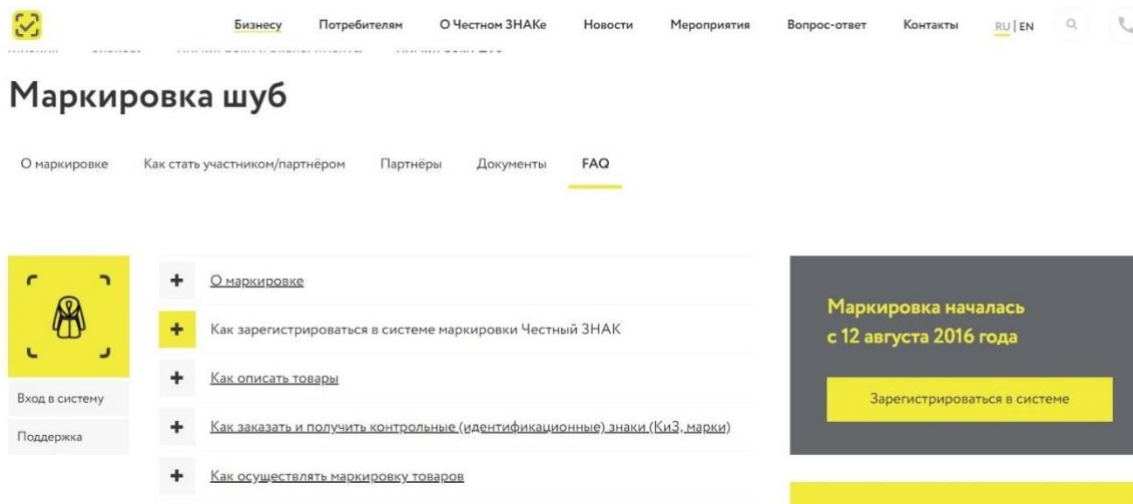 Бизнесу Потребителям О Честном ЗНАКе Новости Мероприятия Вопрос-ответ Контакты RU | EN
Маркировка шуб
О маркировке Как стать участником/партнёром Партнёры Документы FAQ
О маркировке
Как зарегистрироваться в системе маркировки Честный ЗНАК
Как описать товары
Как заказать и получить контрольные (идентификационные) знаки (КиЗ, марки)
Как осуществлять маркировку товаров
Вход в систему
Поддержка
Маркировка началась
с 12 августа 2016 года
Зарегистрироваться в системе